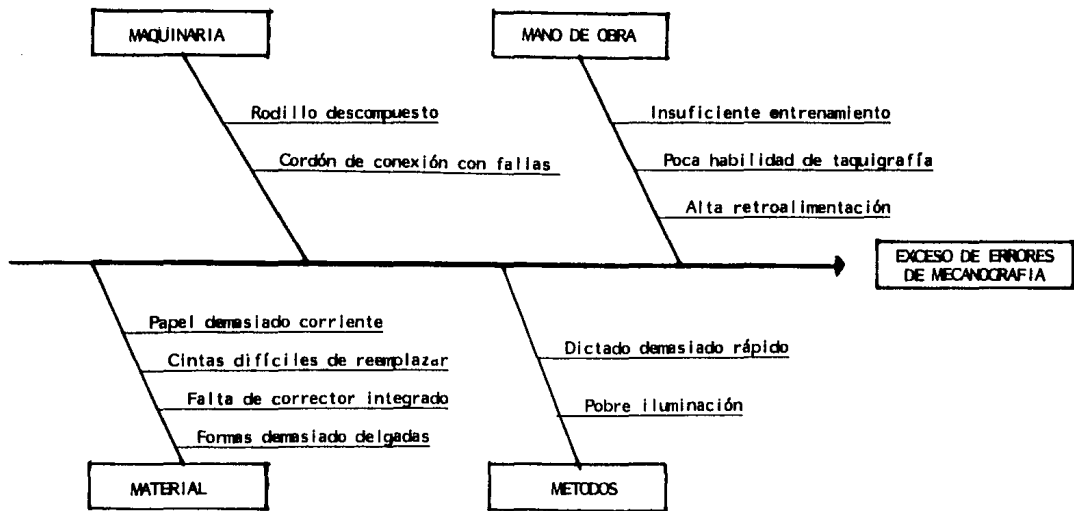 MAQUINARIA
MANO DE OBRA
Rodillo descompuesto
Cordón de conexión con fallas
Insuficiente entrenamiento
Poca habilidad de taquigrafía
Alta retroalimentación
EXCESO DE ERRORES
DE MECANOGRAFIA
Papel demasiado corriente
Cintas difíciles de reemplazar
Falta de corrector integrado
Formas demasiado delgadas
Dictado demasiado rápido
Pobre iluminación
MATERIAL
METODOS